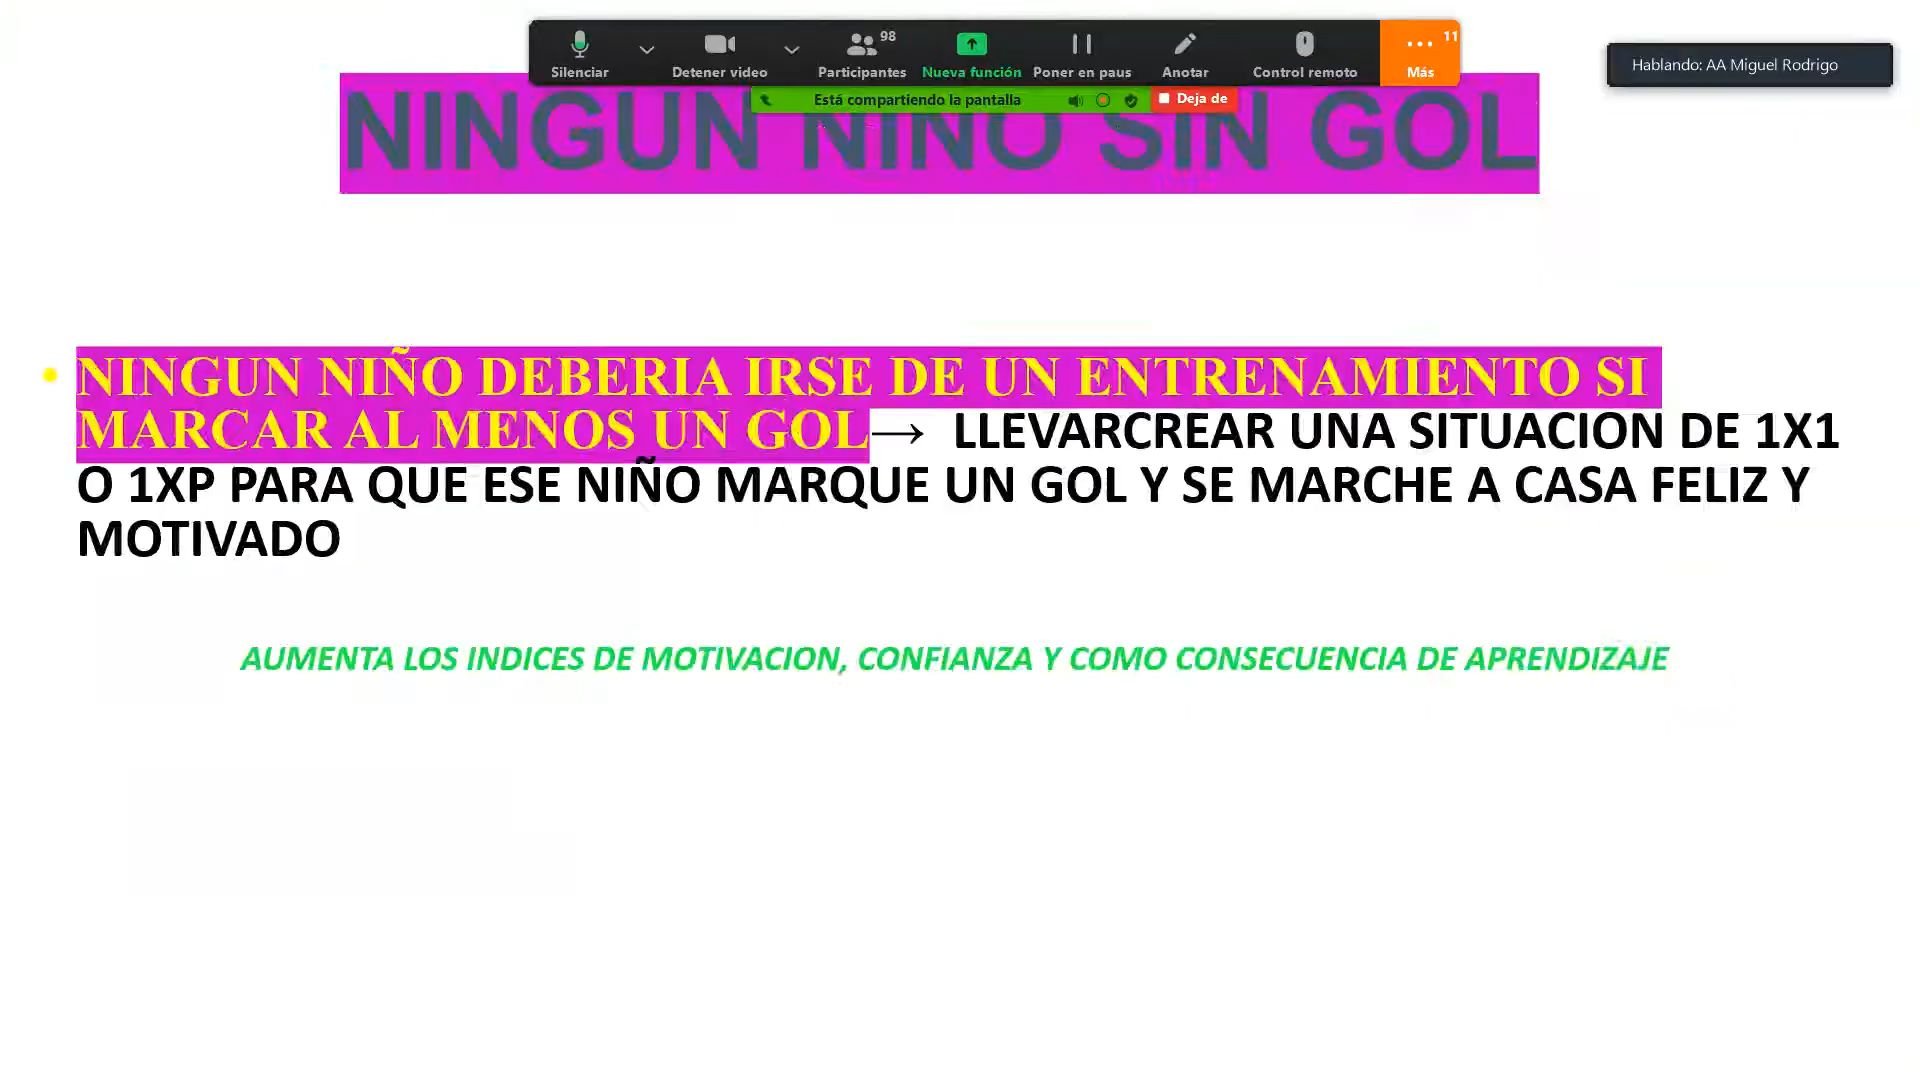 98
11
Silenciar
Detener video
Participantes
Nueva función
Poner en paus
Anotar
Control remoto
Más
Hablando: AA Miguel Rodrigo
Está compartiendo la pantalla
Deja de
NINGUN NIÑO SIN GOL
NINGUN NIÑO DEBERIA IRSE DE UN ENTRENAMIENTO SI
MARCAR AL MENOS UN GOL→ LLEVARCREAR UNA SITUACION DE 1X1
O 1XP PARA QUE ESE NIÑO MARQUE UN GOL Y SE MARCHE A CASA FELIZ Y
MOTIVADO
AUMENTA LOS INDICES DE MOTIVACION, CONFIANZA Y COMO CONSECUENCIA DE APRENDIZAJE